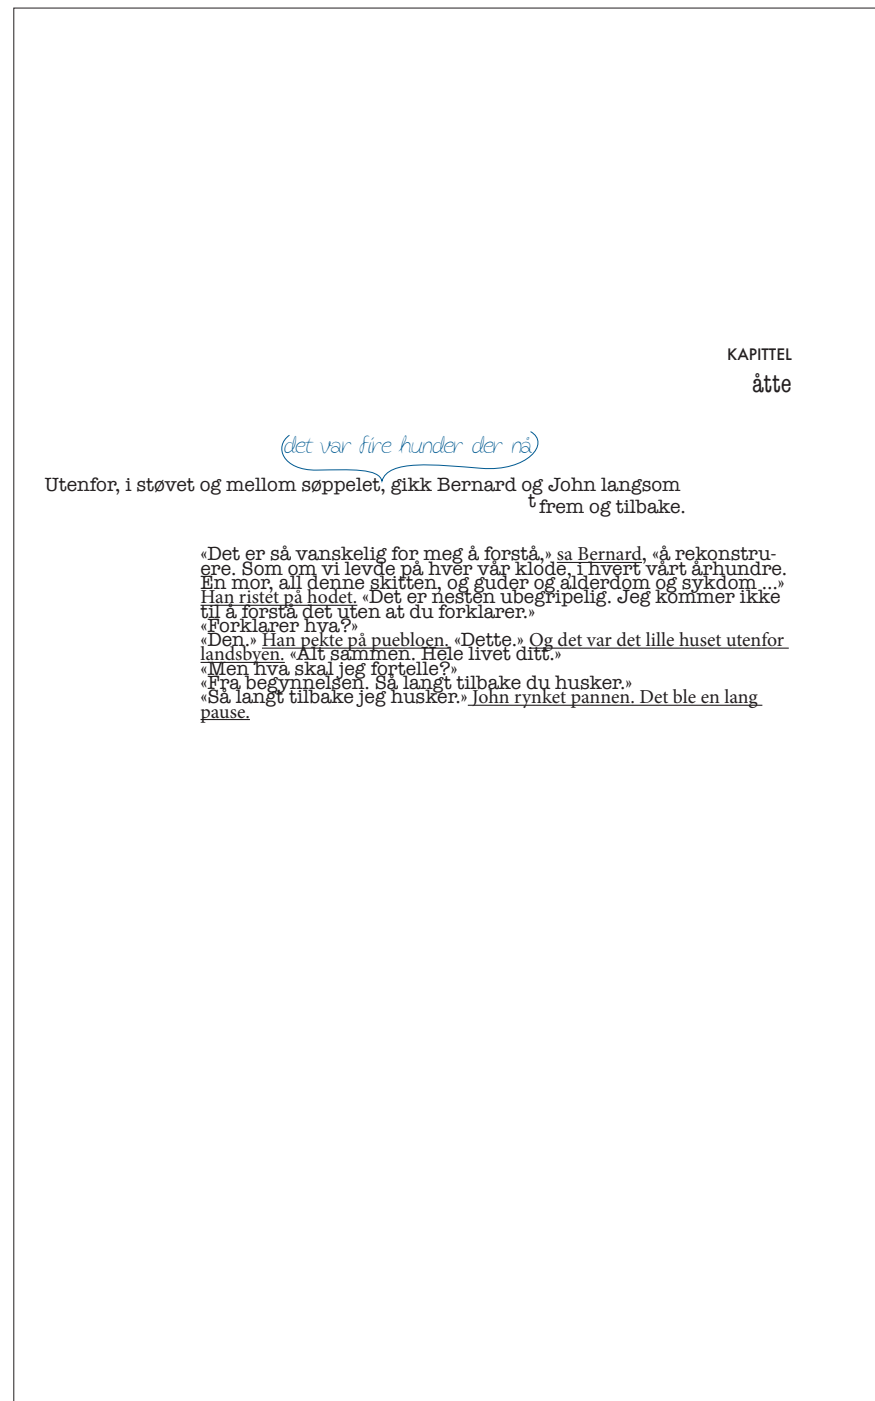 KAPITTEL
åtte
(det var fire hunder der nå)
Utenfor, i støvet og mellom søppelet, gikk Bernard og John langsom
t frem og tilbake.
«Det er så vanskelig for meg å forstå,» sa Bernard, «å rekonstru-
ere. Som om vi levde på hver vår klode, i hvert vårt århundre.
En mor, all denne skitten, og guder og alderdom og sykdom ...»
Han ristet på hodet. «Det er nesten ubegripelig. Jeg kommer ikke
til å forstå det uten at du forklarer.»
«Forklarer hva?»
«Den.» Han pekte på puebloen. «Dette.» Og det var det lille huset utenfor
landsbyen. «Alt sammen. Hele livet ditt.»
«Men hva skal jeg fortelle?»
«Fra begynnelsen. Så langt tilbake du husker.»
«Så langt tilbake jeg husker.» John rynket pannen. Det ble en lang
pause.